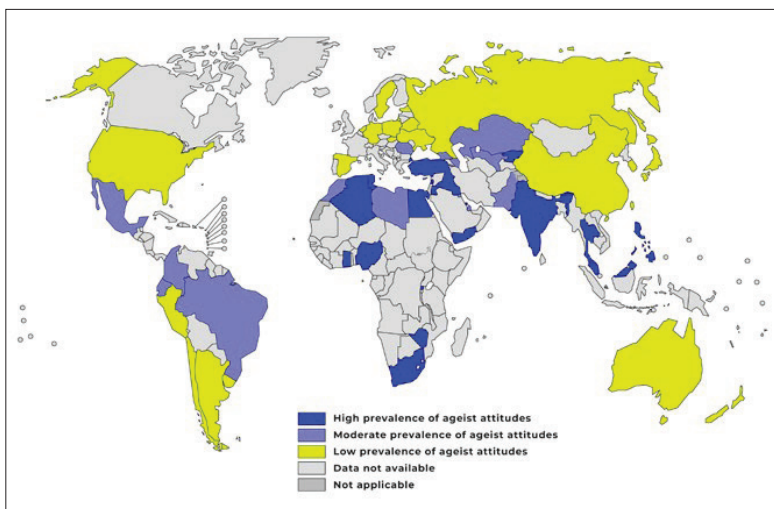 High prevalence of ageist attitudes
Moderate prevalence of ageist attitudes
Low prevalence of ageist attitudes
Data not available
Not applicable